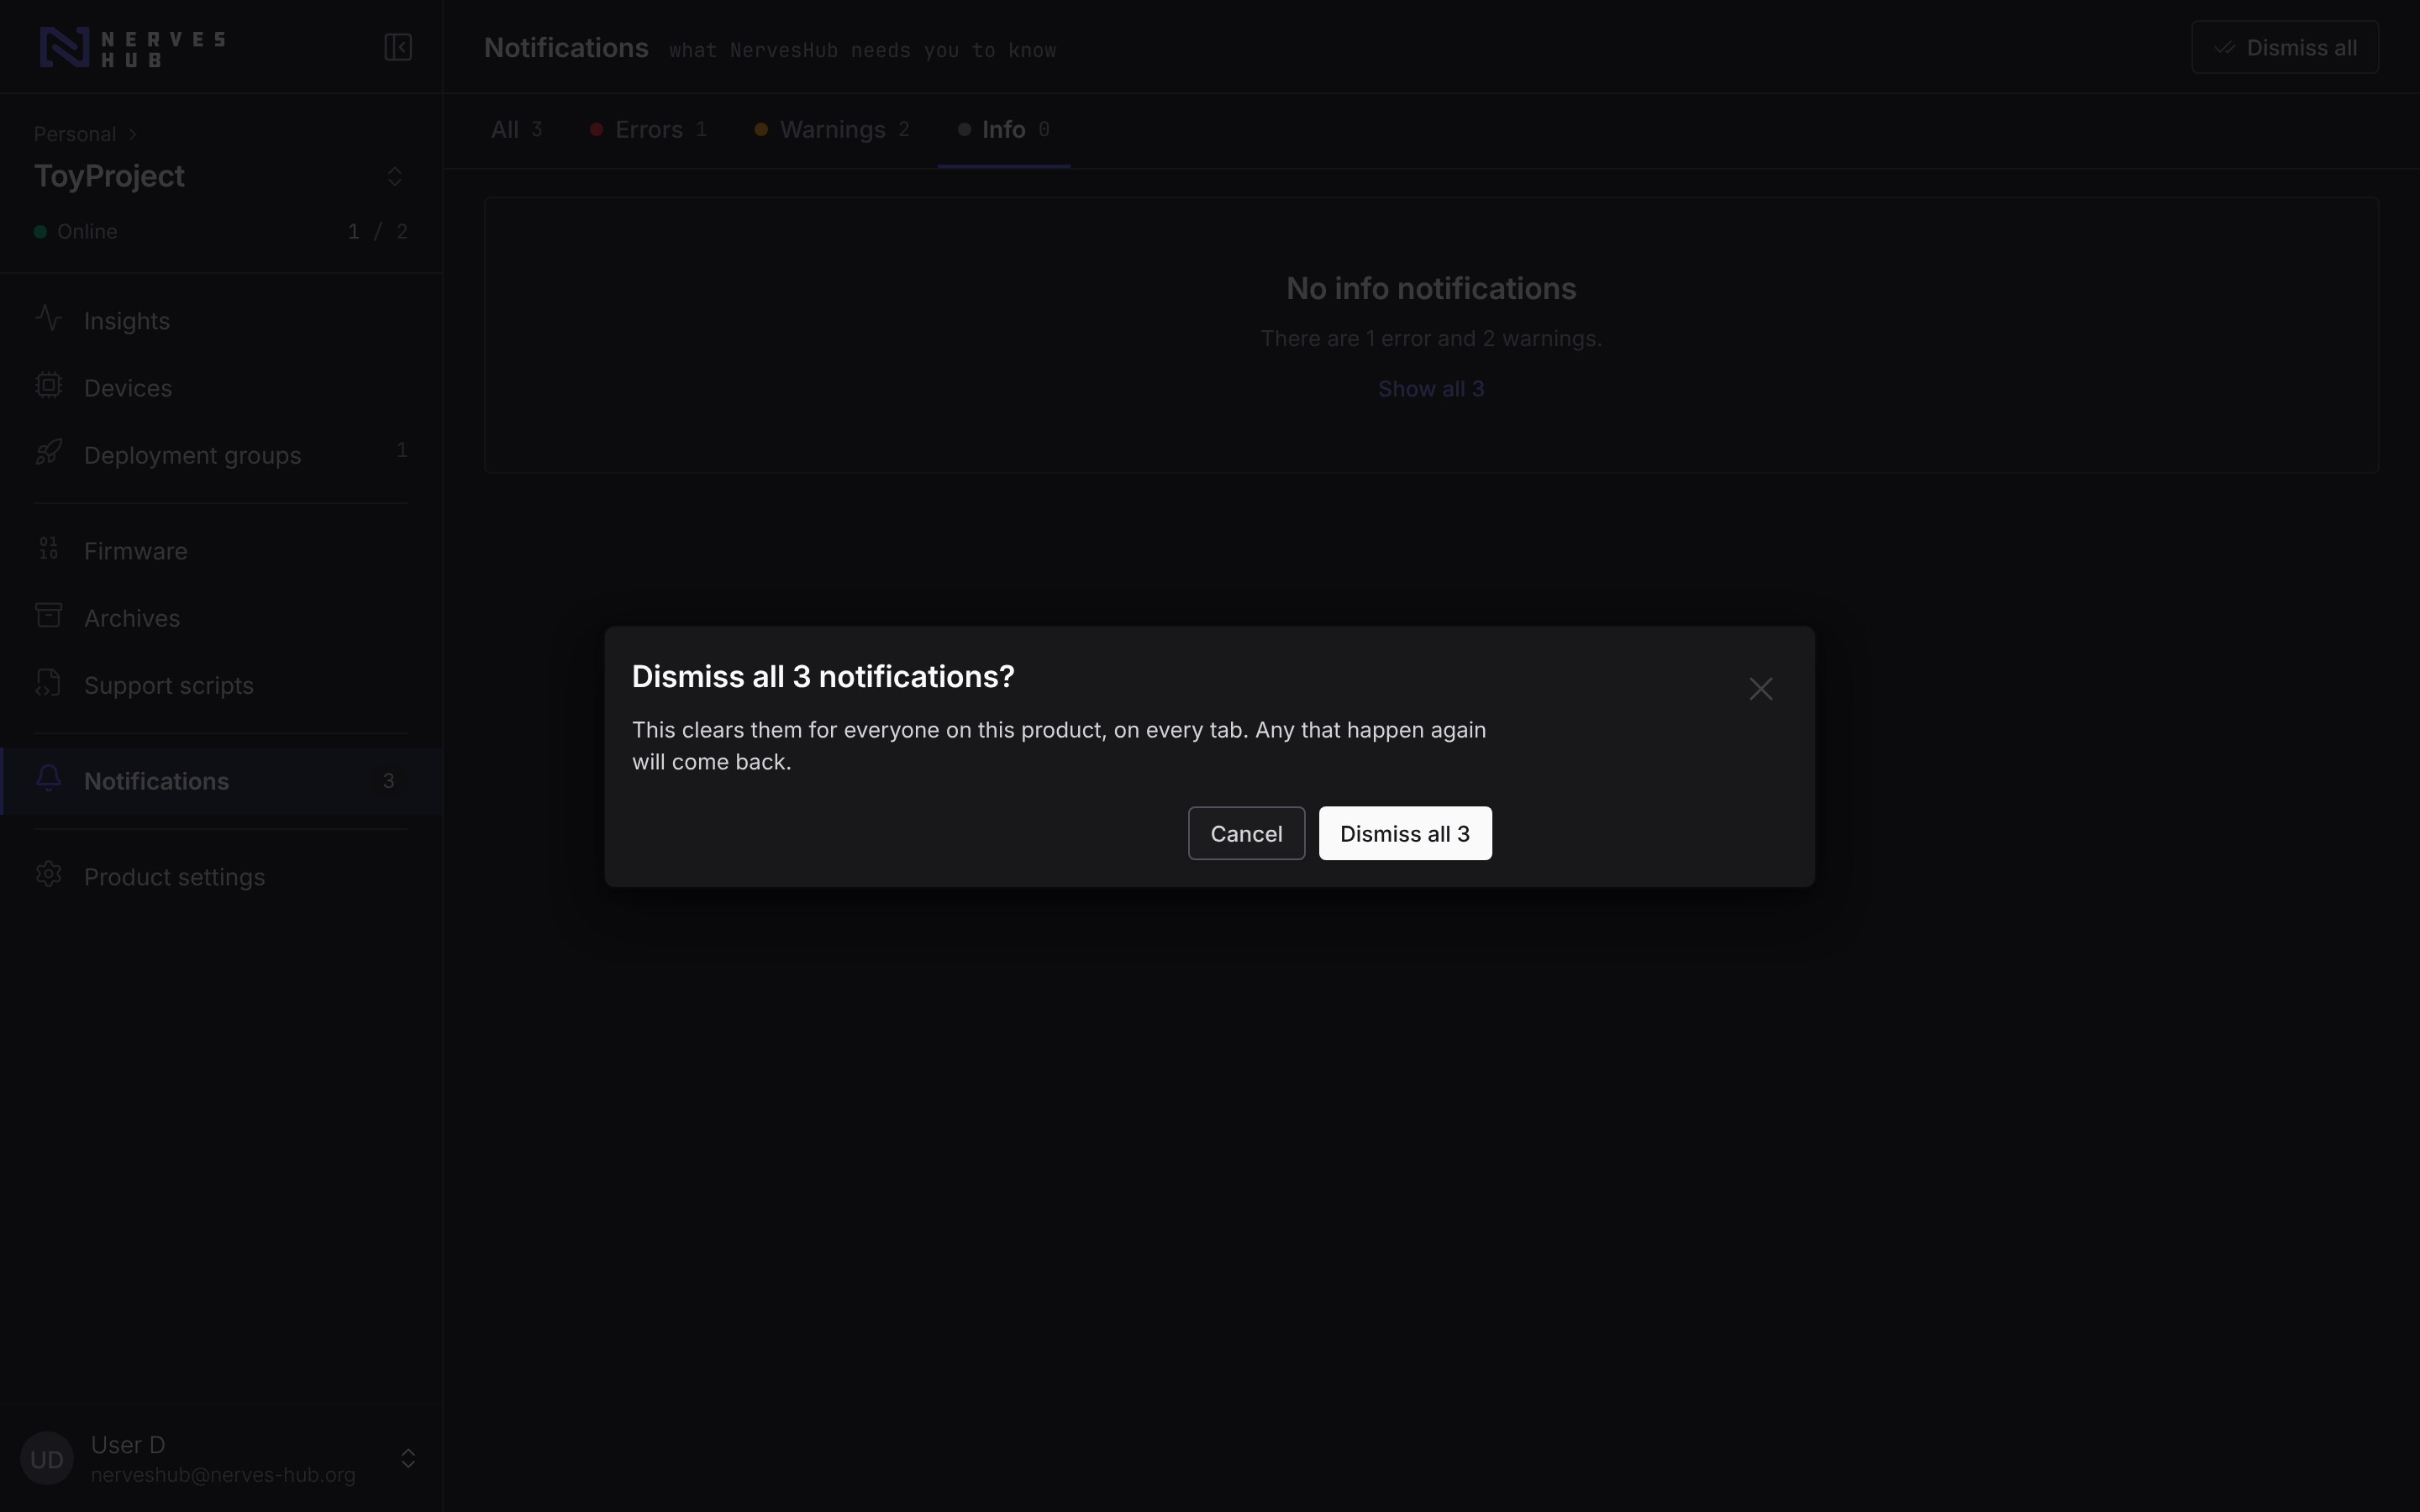 NERVES
HUB
Personal
ToyProject
Online 1 / 2
Insights
Devices
Deployment groups 1
Firmware
Archives
Support scripts
Notifications 3
Product settings
UD
User D
nerveshub@nerves-hub.org
Notifications what NervesHub needs you to know
Dismiss all
All 3 Errors 1 Warnings 2 Info 0
No info notifications
There are 1 error and 2 warnings.
Show all 3
Dismiss all 3 notifications?
This clears them for everyone on this product, on every tab. Any that happen again
will come back.
Cancel Dismiss all 3